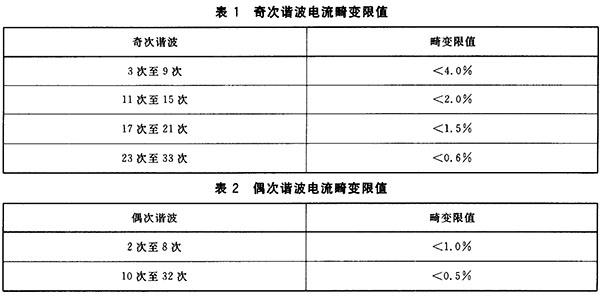 表 1 奇次谐波电流畸变限值
奇次谐波 畸变限值
3 次至 9 次 <4.0%
11 次至 15 次 <2.0%
17 次至 21 次 <1.5%
23 次至 33 次 <0.6%
表 2 偶次谐波电流畸变限值
偶次谐波 畸变限值
2 次至 8 次 <1.0%
10 次至 32 次 <0.5%